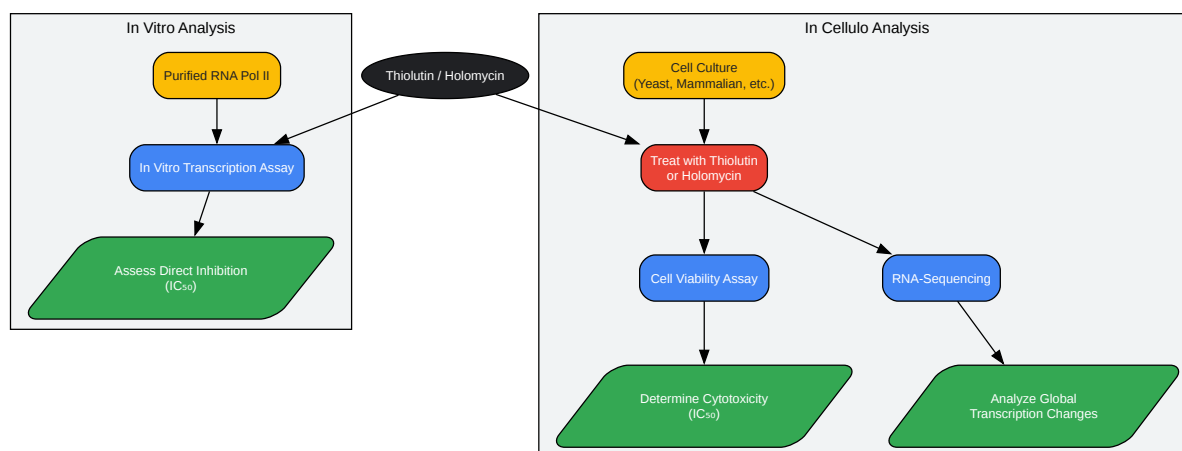 In Vitro Analysis
In Cellulo Analysis
Purified RNA Pol II
Thiolutin / Holomycin
Cell Culture
(Yeast, Mammalian, etc.)
In Vitro Transcription Assay
Treat with Thiolutin
or Holomycin
Assess Direct Inhibition
(IC₅₀)
Cell Viability Assay
RNA-Sequencing
Determine Cytotoxicity
(IC₅₀)
Analyze Global
Transcription Changes